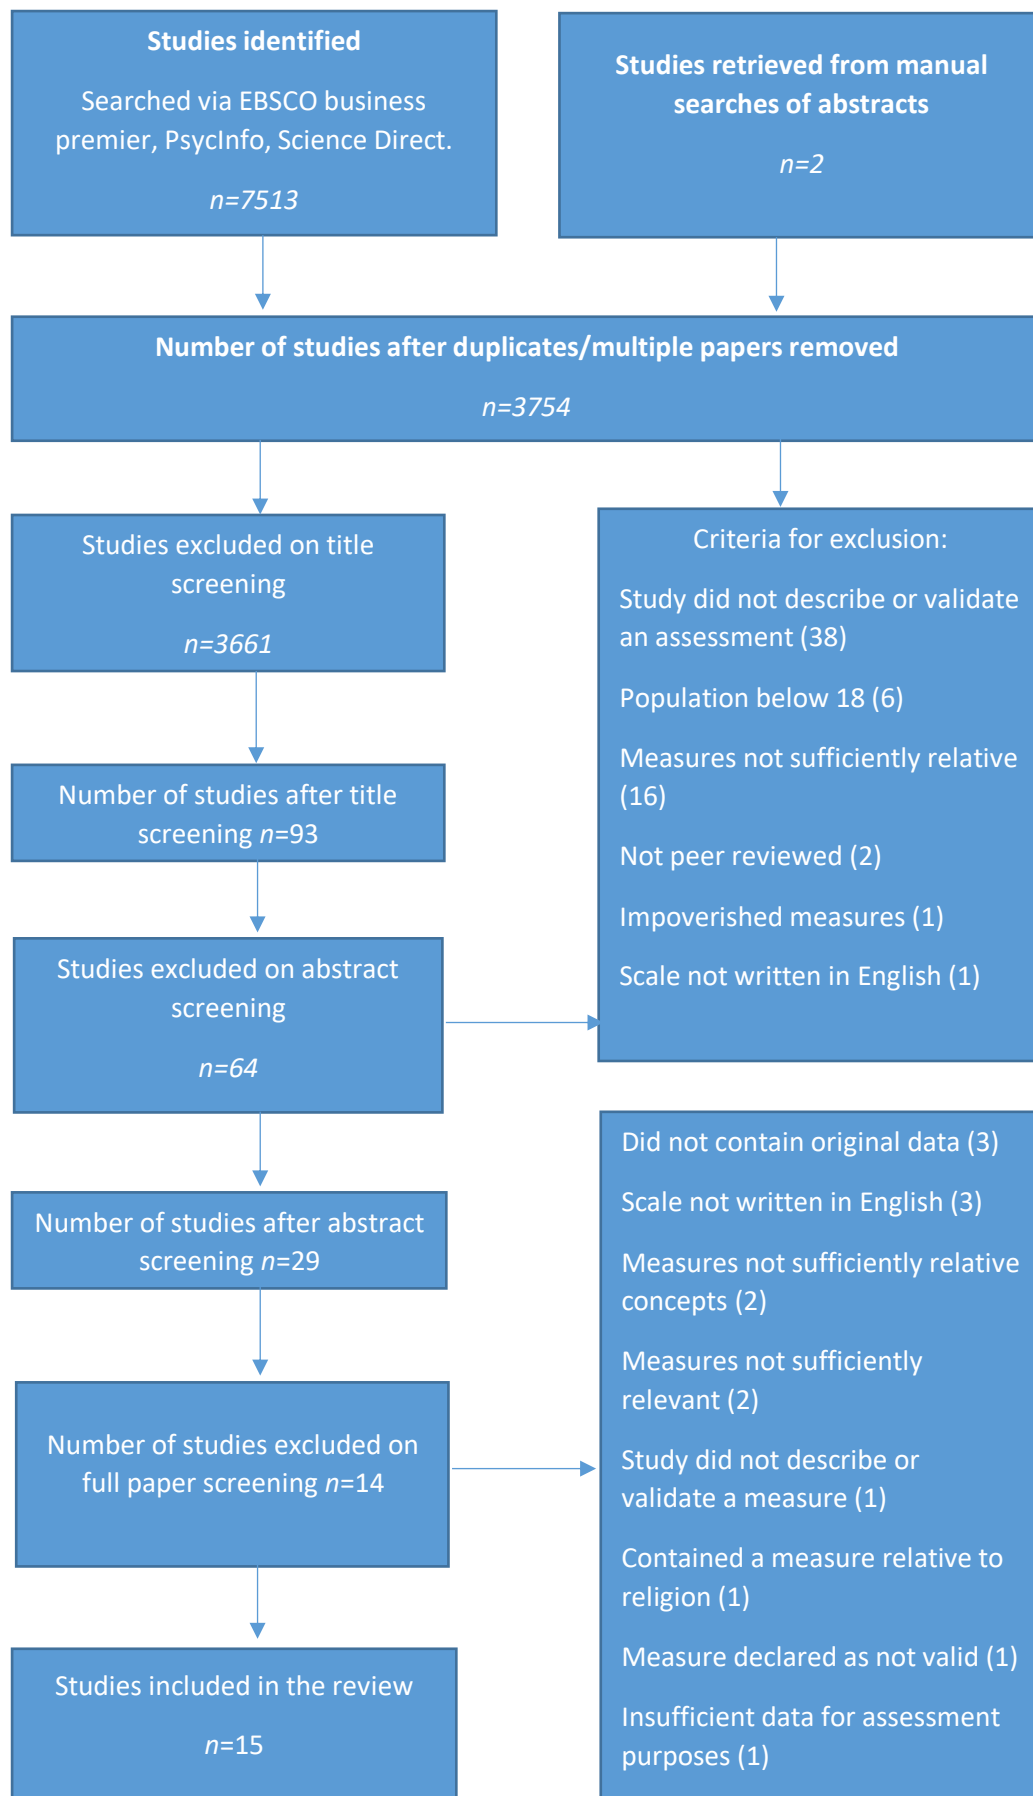 Studies identified
Searched via EBSCO business
premier, PsycInfo, Science Direct.
n=7513
Studies retrieved from manual
searches of abstracts
n=2
Number of studies after duplicates/multiple papers removed
n=3754
Studies excluded on title
screening
n=3661
Number of studies after title
screening n=93
Studies excluded on abstract
screening
n=64
Criteria for exclusion:
Study did not describe or validate
an assessment (38)
Population below 18 (6)
Measures not sufficiently relative
(16)
Not peer reviewed (2)
Impoverished measures (1)
Scale not written in English (1)
Number of studies after abstract
screening n=29
Number of studies excluded on
full paper screening n=14
Did not contain original data (3)
Scale not written in English (3)
Measures not sufficiently relative
concepts (2)
Measures not sufficiently
relevant (2)
Study did not describe or
validate a measure (1)
Contained a measure relative to
religion (1)
Measure declared as not valid (1)
Insufficient data for assessment
purposes (1)
Studies included in the review
n=15